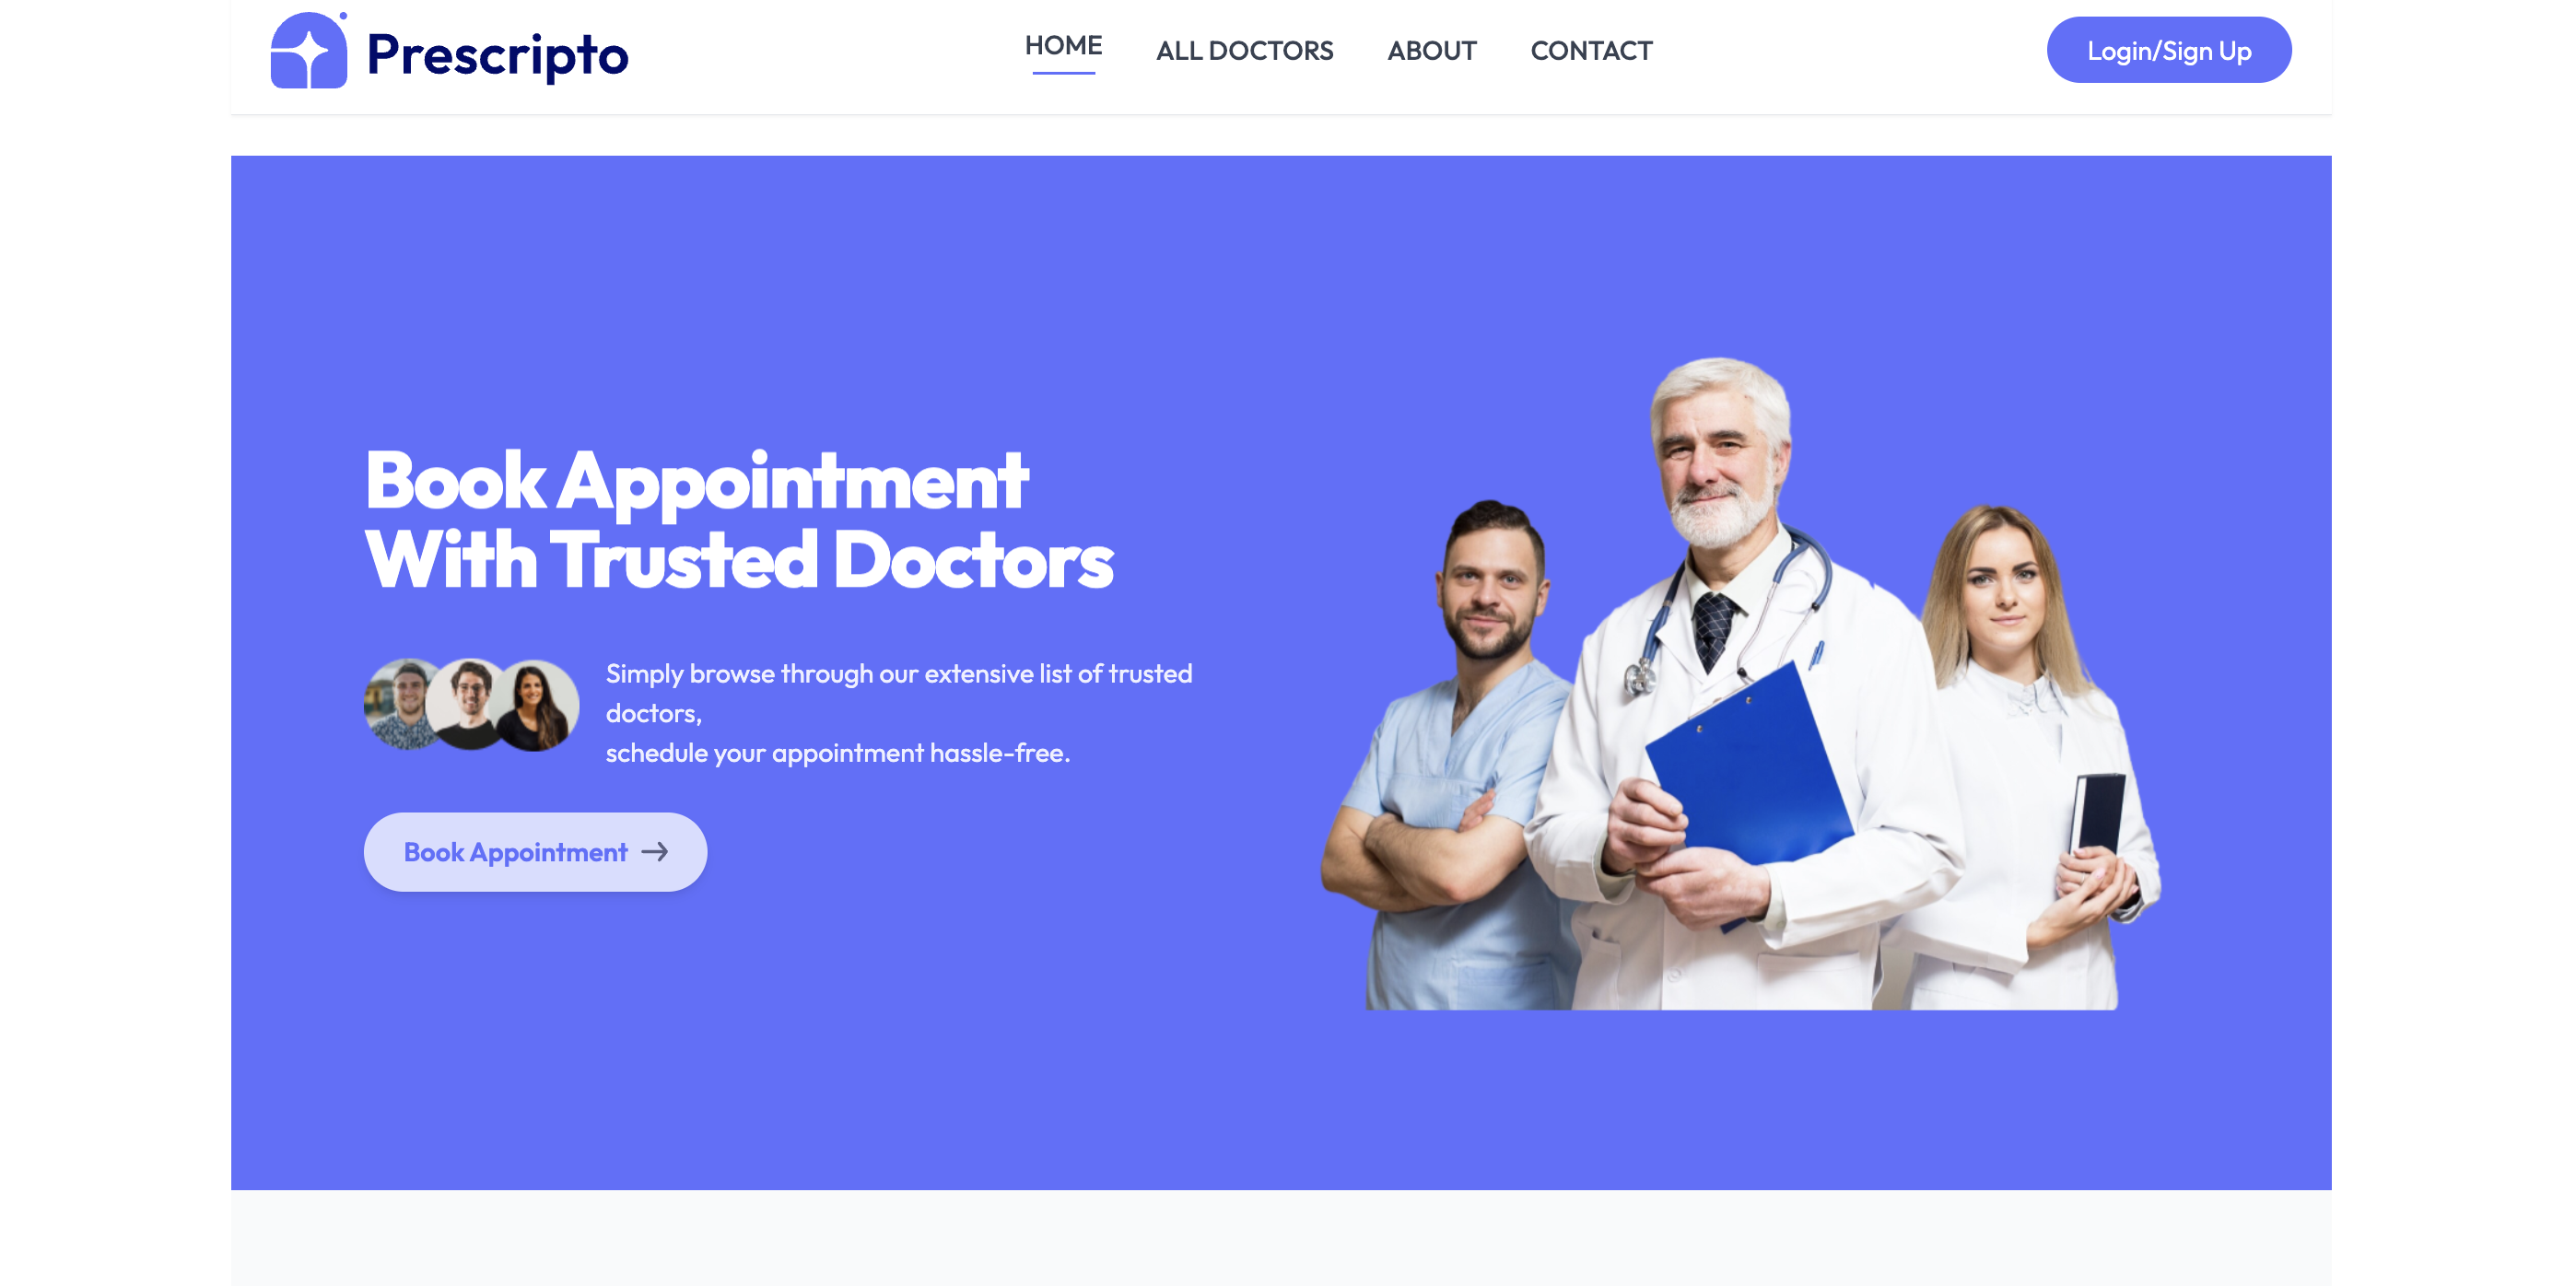 Prescripto
HOME
ALL DOCTORS
ABOUT
CONTACT
Login/Sign Up
Book Appointment
With Trusted Doctors
Simply browse through our extensive list of trusted
doctors,
schedule your appointment hassle-free.
Book Appointment →